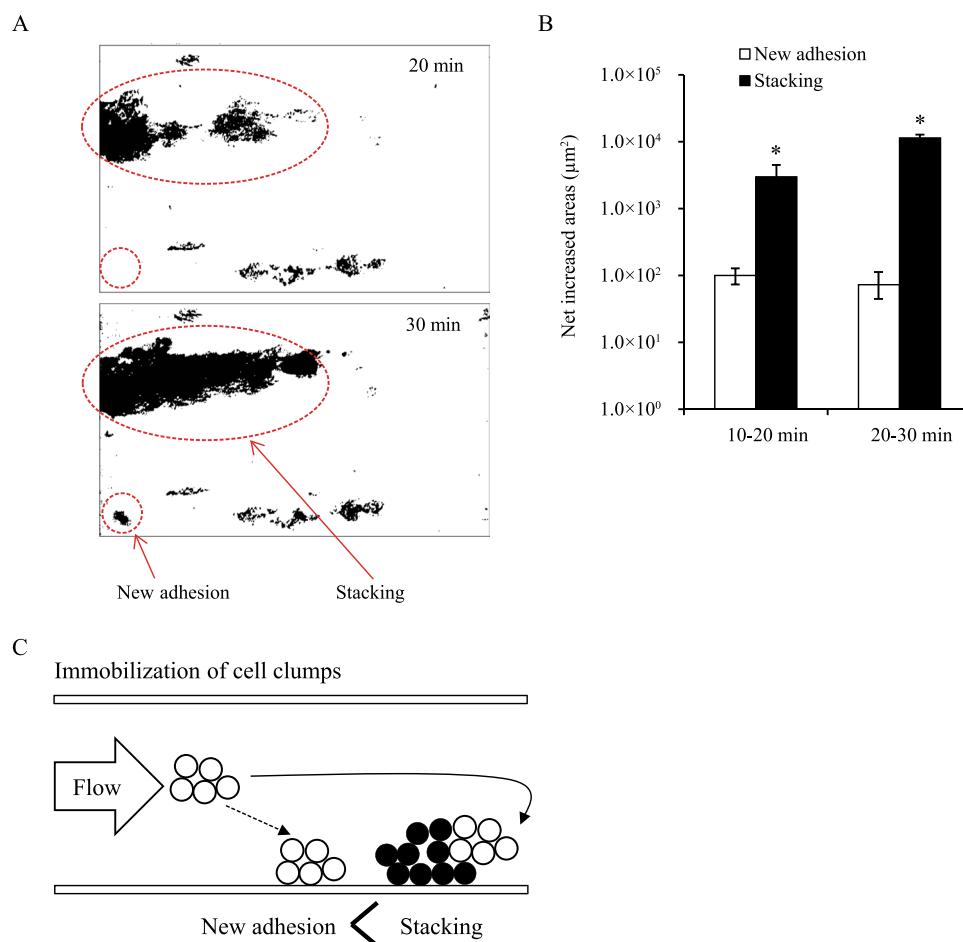 A
20 min
30 min
New adhesion
Stacking
B
New adhesion
Stacking
Net increased areas (μm²)
1.0×10⁵
1.0×10⁴
1.0×10³
1.0×10²
1.0×10¹
1.0×10⁰
*
*
10-20 min
20-30 min
C
Immobilization of cell clumps
Flow
New adhesion < Stacking